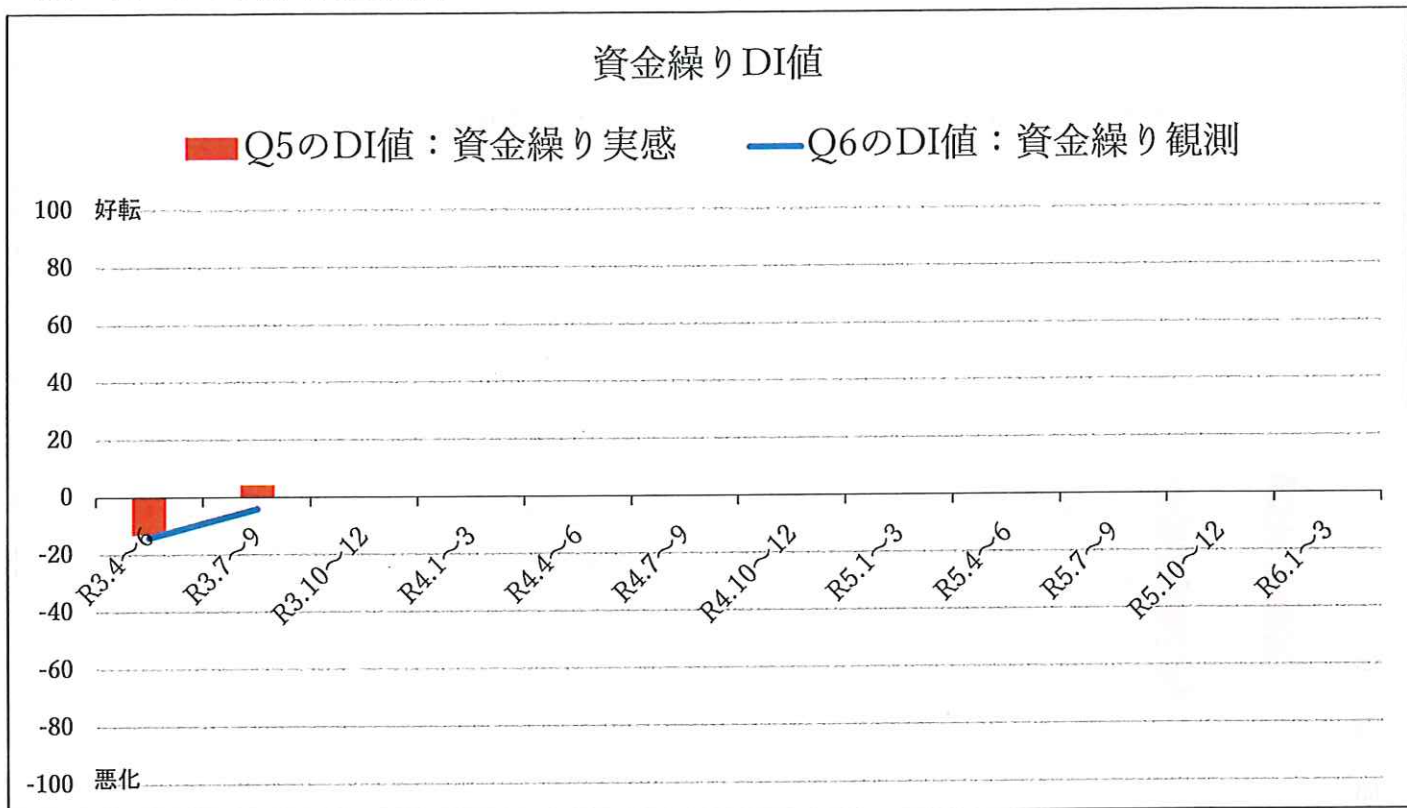 資金繰りDI値
Q5のDI値：資金繰り実感 Q6のDI値：資金繰り観測
100 好転
80
60
40
20
0
-20
-40
-60
-80
-100 悪化
R3.4～6
R3.7～9
R3.10～12
R4.1～3
R4.4～6
R4.7～9
R4.10～12
R5.1～3
R5.4～6
R5.7～9
R5.10～12
R6.1～3